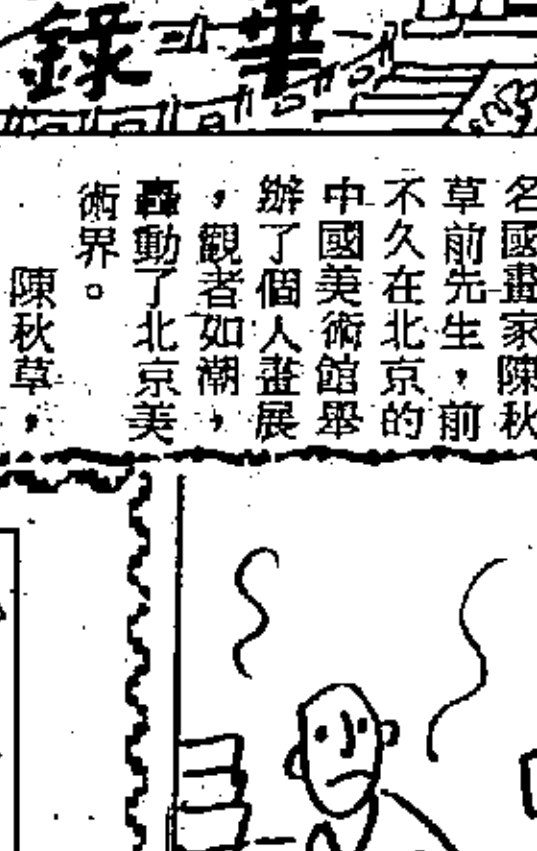 華錄
名國畫家陳秋
草前先生，前
不久在北京的
中國美術館舉
辦了個人畫展
，觀者如潮，
轟動了北京美
術界。
陳秋草，